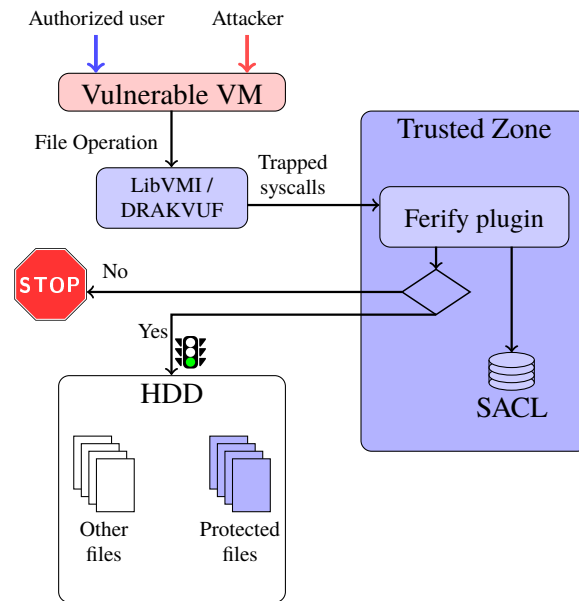 Authorized user
Attacker
Vulnerable VM
File Operation
Trusted Zone
LibVMI /
DRAKVUF
Trapped
syscalls
Ferify plugin
No
STOP
Yes
HDD
SACL
Other
files
Protected
files